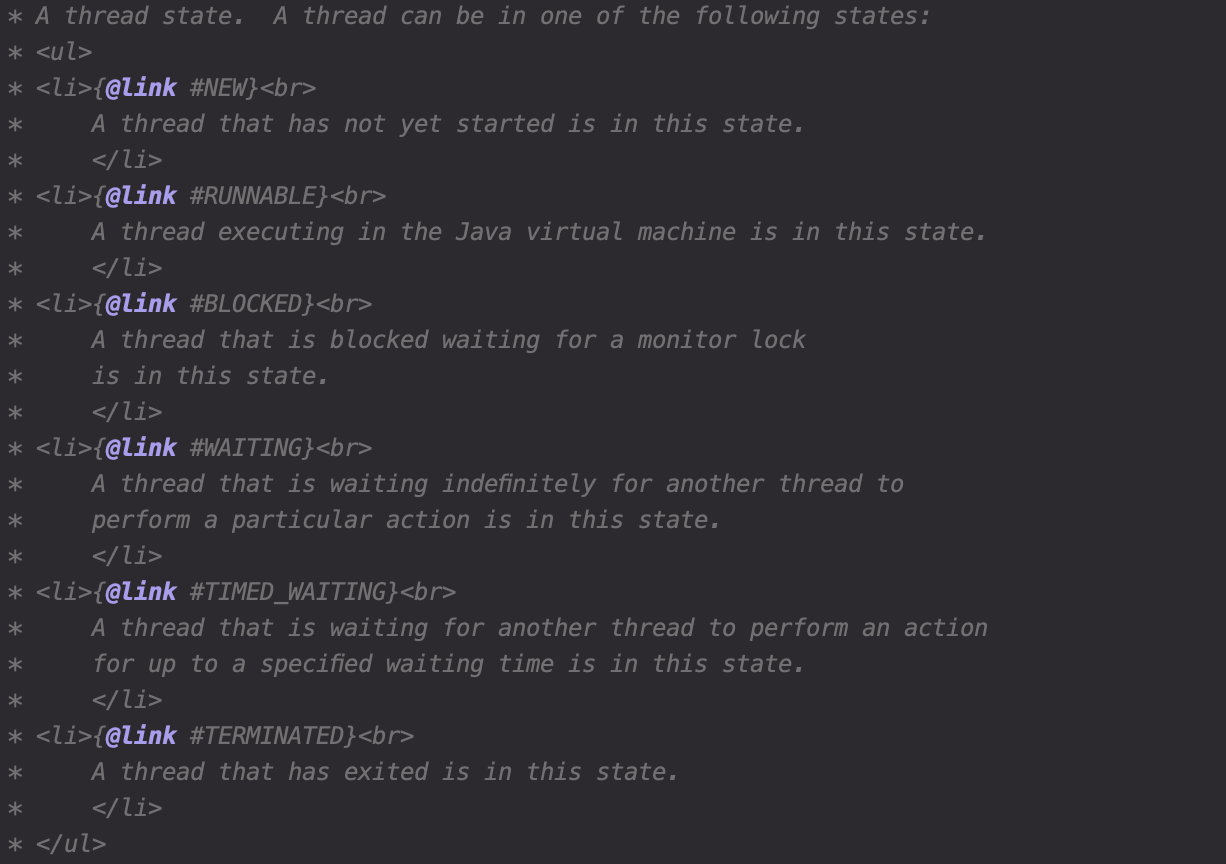 * A thread state.  A thread can be in one of the following states:
* <ul>
* <li>{@link #NEW}<br>
*     A thread that has not yet started is in this state.
*     </li>
* <li>{@link #RUNNABLE}<br>
*     A thread executing in the Java virtual machine is in this state.
*     </li>
* <li>{@link #BLOCKED}<br>
*     A thread that is blocked waiting for a monitor lock
*     is in this state.
*     </li>
* <li>{@link #WAITING}<br>
*     A thread that is waiting indefinitely for another thread to
*     perform a particular action is in this state.
*     </li>
* <li>{@link #TIMED_WAITING}<br>
*     A thread that is waiting for another thread to perform an action
*     for up to a specified waiting time is in this state.
*     </li>
* <li>{@link #TERMINATED}<br>
*     A thread that has exited is in this state.
*     </li>
* </ul>